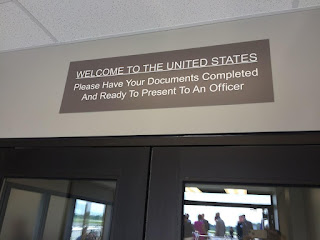 WELCOME TO THE UNITED STATES
Please Have Your Documents Completed
And Ready To Present To An Officer